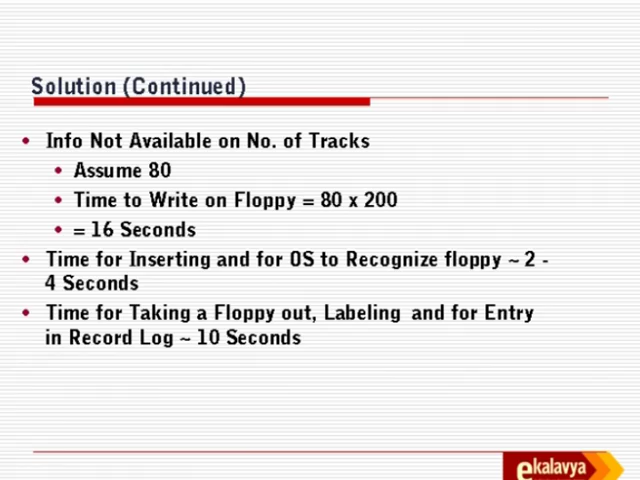 Solution (Continued)
• Info Not Available on No. of Tracks
• Assume 80
• Time to Write on Floppy = 80 x 200
• = 16 Seconds
• Time for Inserting and for OS to Recognize floppy ~ 2 -
4 Seconds
• Time for Taking a Floppy out, Labeling and for Entry
in Record Log ~ 10 Seconds
ekalavya